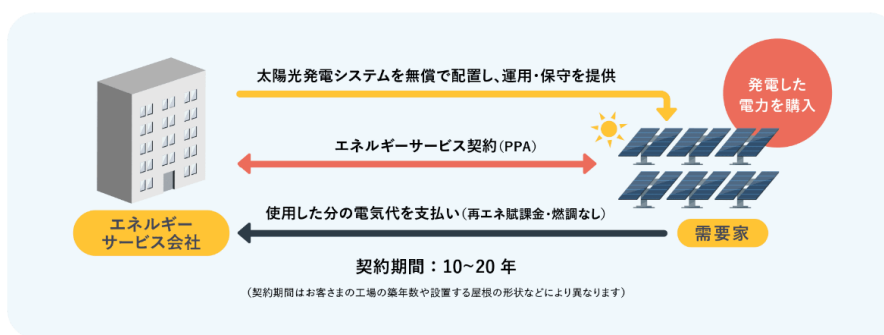 太陽光発電システムを無償で配置し、運用・保守を提供
発電した
電力を購入
エネルギーサービス契約(PPA)
使用した分の電気代を支払い(再エネ賦課金・燃調なし)
エネルギー
サービス会社
需要家
契約期間：10~20 年
(契約期間はお客さまの工場の築年数や設置する屋根の形状などにより異なります)